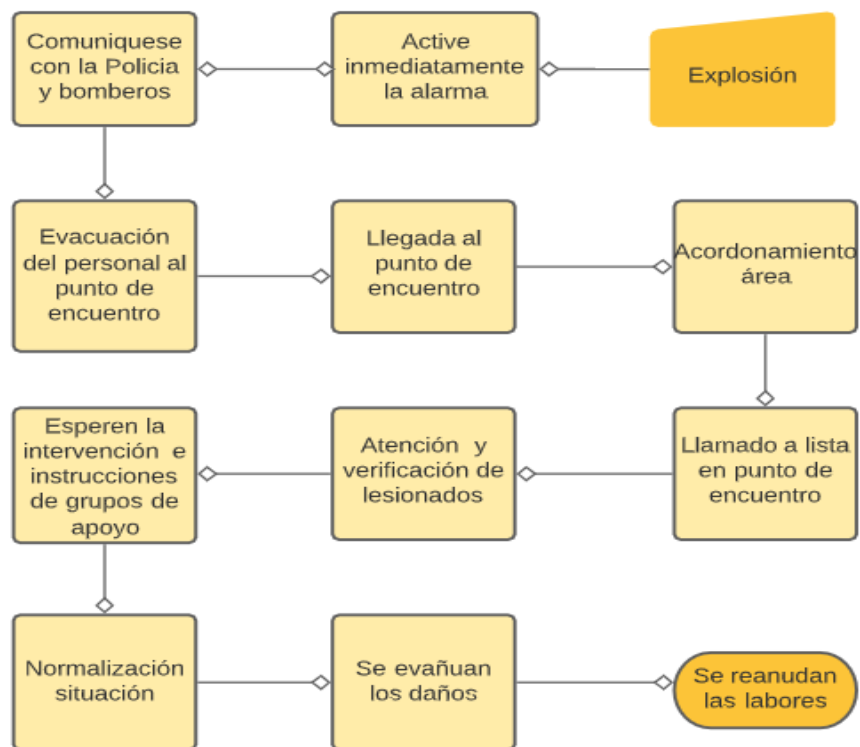 Comuniquese
con la Policia
y bomberos
Active
inmediatamente
la alarma
Explosión
Evacuación
del personal al
punto de
encuentro
Llegada al
punto de
encuentro
Acordonamiento
área
Esperen la
intervención e
instrucciones
de grupos de
apoyo
Atención y
verificación de
lesionados
Llamado a lista
en punto de
encuentro
Normalización
situación
Se evañuan
los daños
Se reanudan
las labores